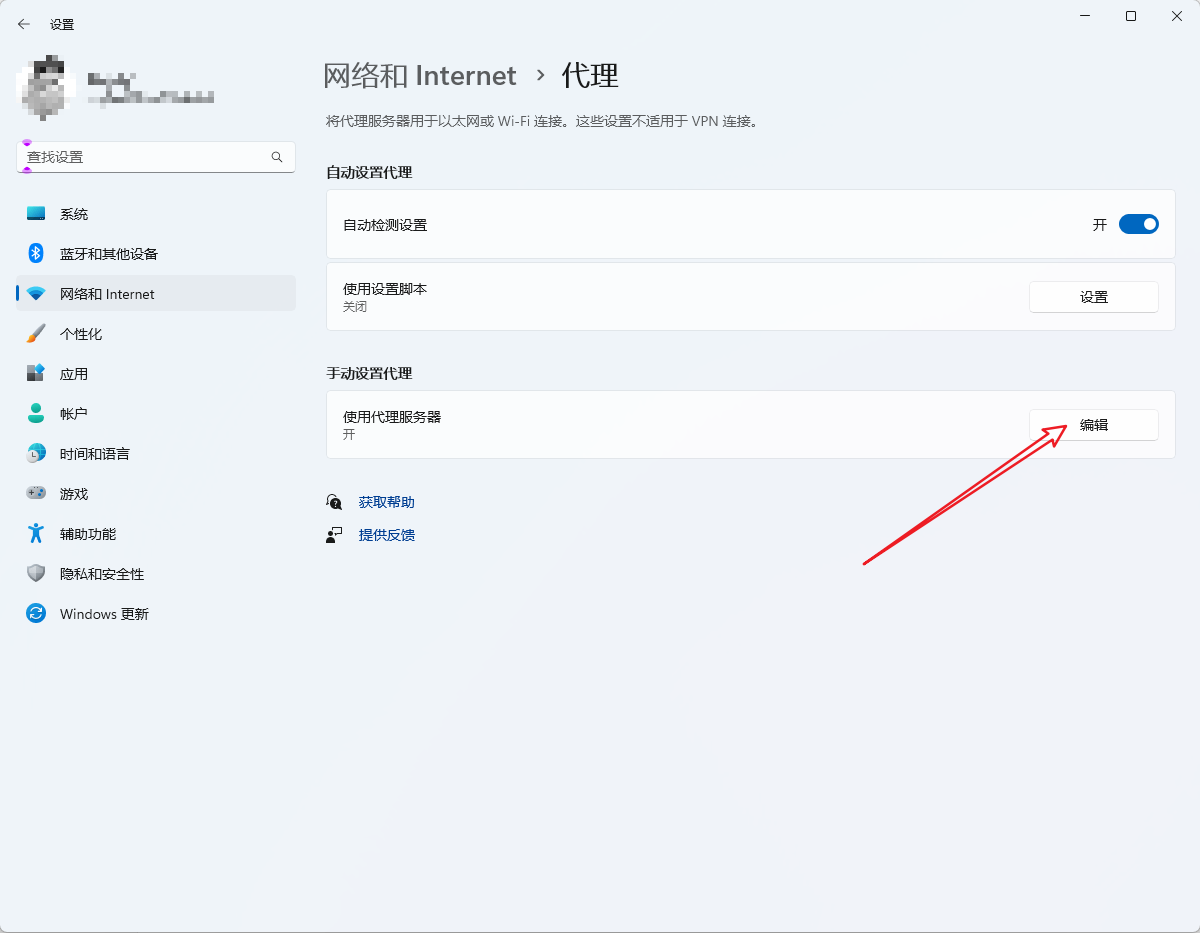 设置
查找设置
系统
蓝牙和其他设备
网络和 Internet
个性化
应用
帐户
时间和语言
游戏
辅助功能
隐私和安全性
Windows 更新
网络和 Internet › 代理
将代理服务器用于以太网或 Wi-Fi 连接。这些设置不适用于 VPN 连接。
自动设置代理
自动检测设置
开
使用设置脚本
关闭
设置
手动设置代理
使用代理服务器
开
编辑
获取帮助
提供反馈